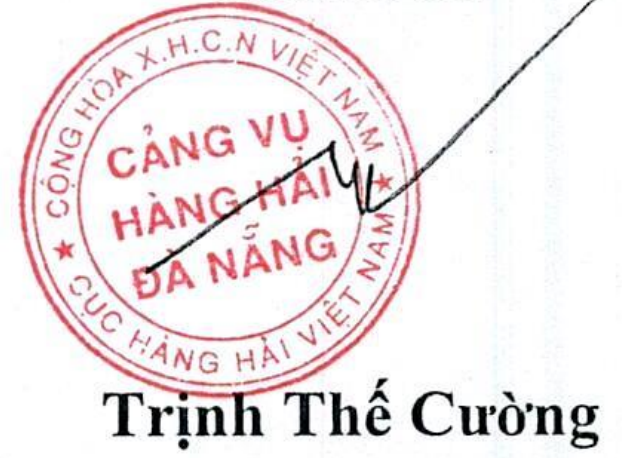 CỘNG HÒA X.H.C.N VIỆT NAM
CẢNG VỤ
HÀNG HẢI
ĐÀ NẴNG
CỤC HÀNG HẢI VIỆT NAM
Trịnh Thế Cường